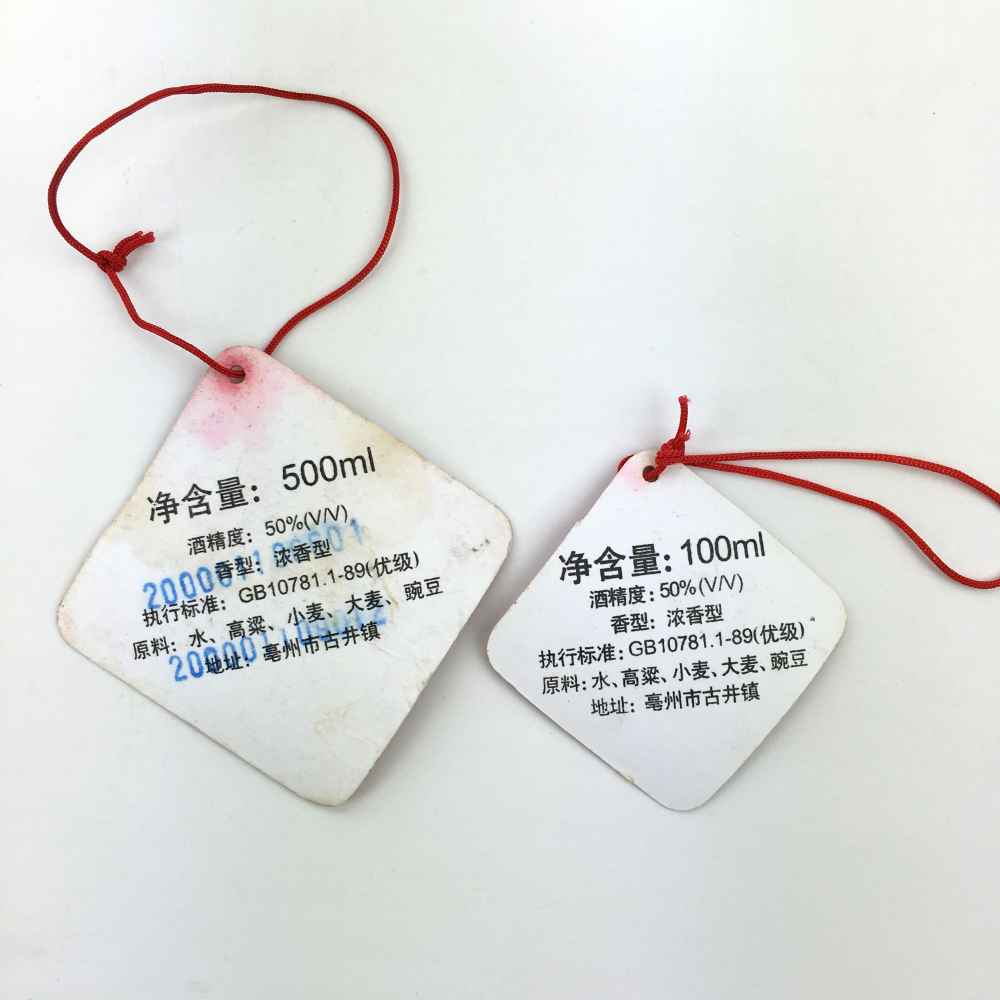 净含量：500ml
酒精度：50%(V/V)
香型：浓香型
执行标准：GB10781.1-89(优级)
原料：水、高粱、小麦、大麦、豌豆
地址：亳州市古井镇
净含量：100ml
酒精度：50%(V/V)
香型：浓香型
执行标准：GB10781.1-89(优级)
原料：水、高粱、小麦、大麦、豌豆
地址：亳州市古井镇